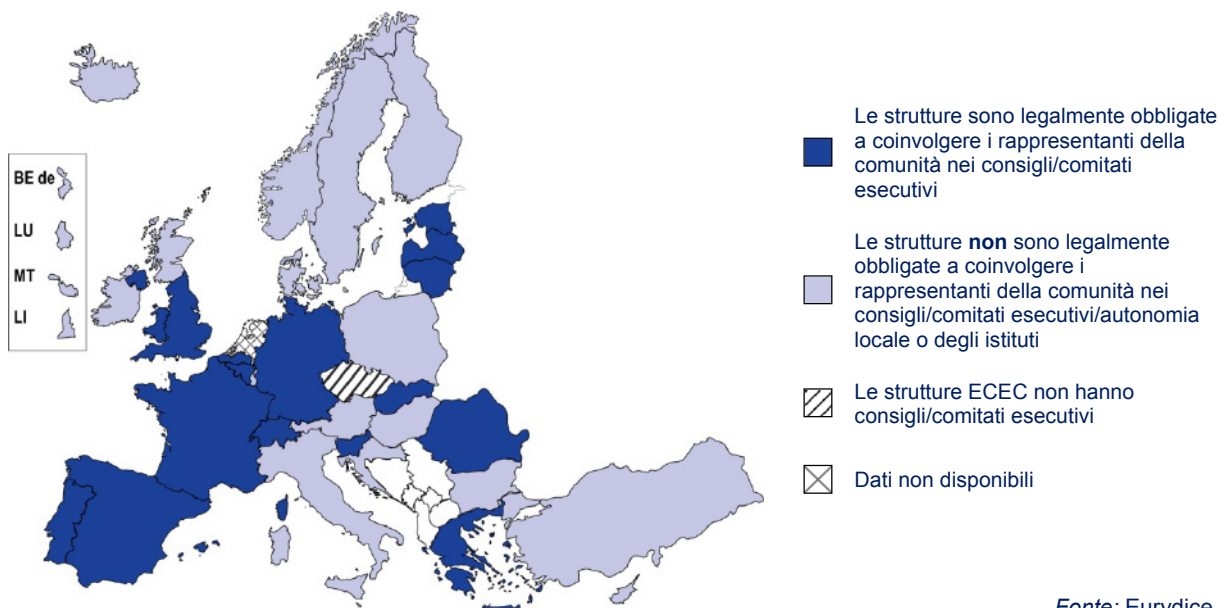 BE de
LU
MT
LI
Le strutture sono legalmente obbligate
a coinvolgere i rappresentanti della
comunità nei consigli/comitati
esecutivi
Le strutture non sono legalmente
obbligate a coinvolgere i
rappresentanti della comunità nei
consigli/comitati esecutivi/autonomia
locale o degli istituti
Le strutture ECEC non hanno
consigli/comitati esecutivi
Dati non disponibili
Fonte: Eurydice